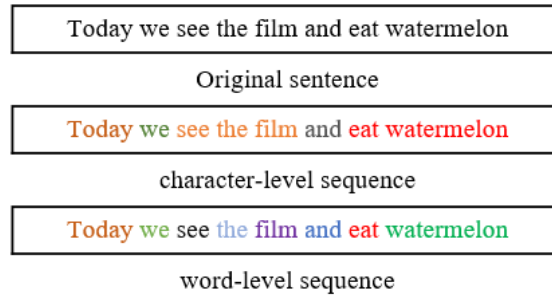 Today we see the film and eat watermelon
Original sentence
Today we see the film and eat watermelon
character-level sequence
Today we see the film and eat watermelon
word-level sequence